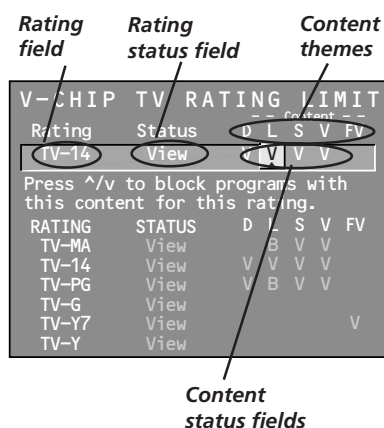 Rating field
Rating status field
Content themes
V-CHIP TV RATING LIMIT
- - Content - -
Rating Status D L S V FV
TV-14 View V V V V
Press ^/v to block programs with
this content for this rating.
RATING STATUS D L S V FV
TV-MA View B V V
TV-14 View V V V V
TV-PG View V B V V
TV-G View
TV-Y7 View V
TV-Y View
Content
status fields